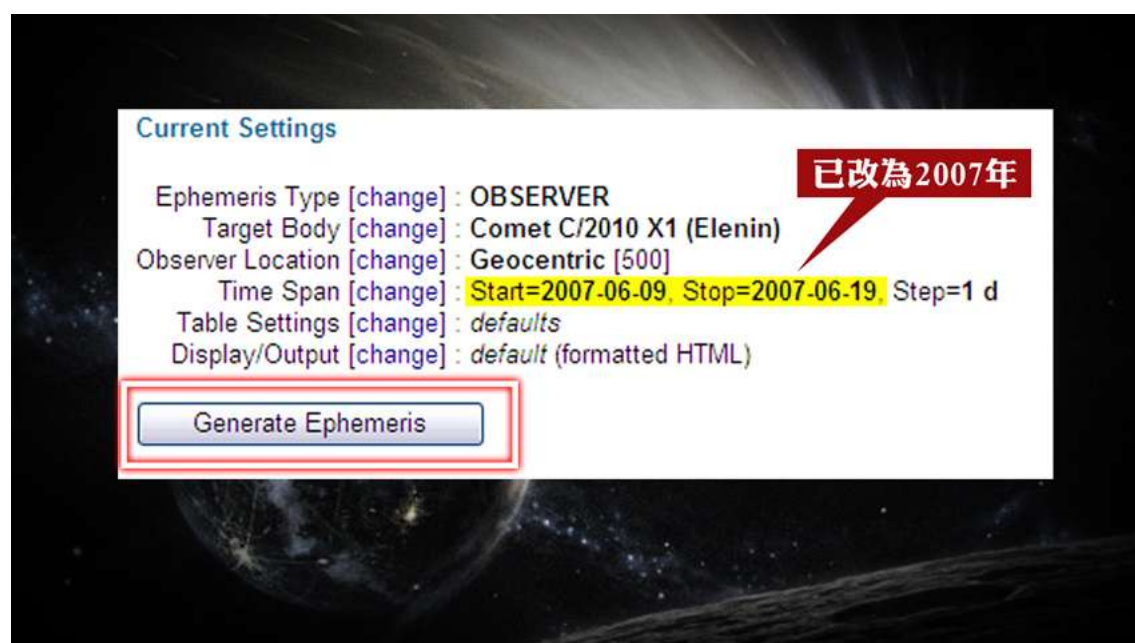 Current Settings
已改為2007年
Ephemeris Type [change] : OBSERVER
Target Body [change] : Comet C/2010 X1 (Elenin)
Observer Location [change] : Geocentric [500]
Time Span [change] : Start=2007-06-09, Stop=2007-06-19, Step=1 d
Table Settings [change] : defaults
Display/Output [change] : default (formatted HTML)
Generate Ephemeris